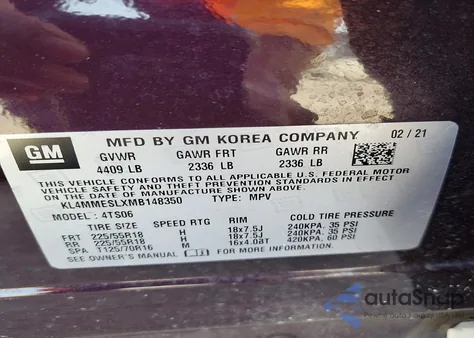 GM
MFD BY GM KOREA COMPANY 02 / 21
GVWR GAWR FRT GAWR RR
4409 LB 2336 LB 2336 LB
THIS VEHICLE CONFORMS TO ALL APPLICABLE U.S. FEDERAL MOTOR
VEHICLE SAFETY AND THEFT PREVENTION STANDARDS IN EFFECT
ON THE DATE OF MANUFACTURE SHOWN ABOVE.
KL4MMESLXMB148350 TYPE: MPV
MODEL : 4TS06
TIRE SIZE SPEED RTG RIM COLD TIRE PRESSURE
FRT 225/55R18 H 18x7.5J 240KPA, 35 PSI
RR 225/55R18 H 18x7.5J 240KPA, 35 PSI
SPA T125/70R16 M 16x4.0BT 420KPA, 60 PSI
SEE OWNER'S MANUAL FOR MORE INFORMATION.
autoSnap